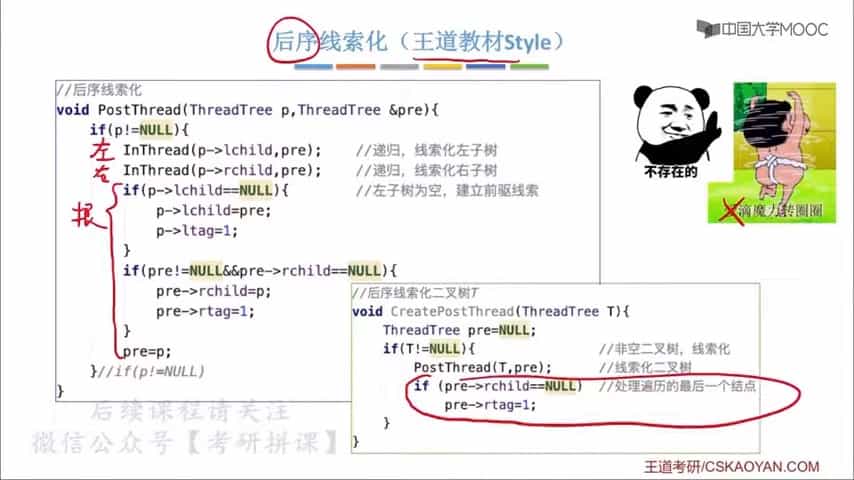 后序线索化（王道教材Style）
中国大学MOOC
//后序线索化
void PostThread(ThreadTree p,ThreadTree &pre){
if(p!=NULL){
左 InThread(p->lchild,pre); //递归，线索化左子树
右 InThread(p->rchild,pre); //递归，线索化右子树
if(p->lchild==NULL){ //左子树为空，建立前驱线索
根 p->lchild=pre;
p->ltag=1;
}
if(pre!=NULL&&pre->rchild==NULL){
pre->rchild=p;
pre->rtag=1;
}
pre=p;
}//if(p!=NULL)
}
不存在的
滴魔力转圈圈
//后序线索化二叉树T
void CreatePostThread(ThreadTree T){
ThreadTree pre=NULL;
if(T!=NULL){ //非空二叉树，线索化
PostThread(T,pre); //线索化二叉树
if (pre->rchild==NULL) //处理遍历的最后一个结点
pre->rtag=1;
}
}
后续课程请关注
微信公众号【考研拼课】
王道考研/CSKAOYAN.COM